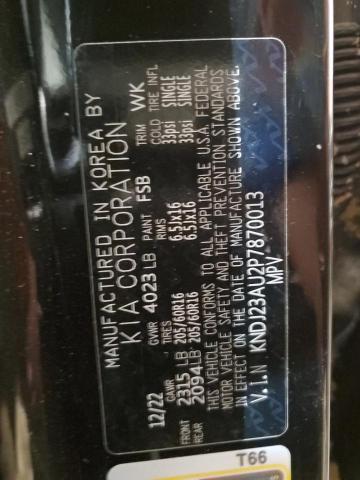 MANUFACTURED IN KOREA BY
KIA CORPORATION
12/22 GVWR 4023 LB PAINT FSB TRIM WK
GAWR TIRES RIMS COLD TIRE INFL
FRONT 2315 LB 205/60R16 6.5Jx16 33psi SINGLE
REAR 2094 LB 205/60R16 6.5Jx16 33psi SINGLE
THIS VEHICLE CONFORMS TO ALL APPLICABLE U.S.A. FEDERAL
MOTOR VEHICLE SAFETY AND THEFT PREVENTION STANDARDS
IN EFFECT ON THE DATE OF MANUFACTURE SHOWN ABOVE.
V.I.N KNDJ23AU2P7870013
MPV
T66